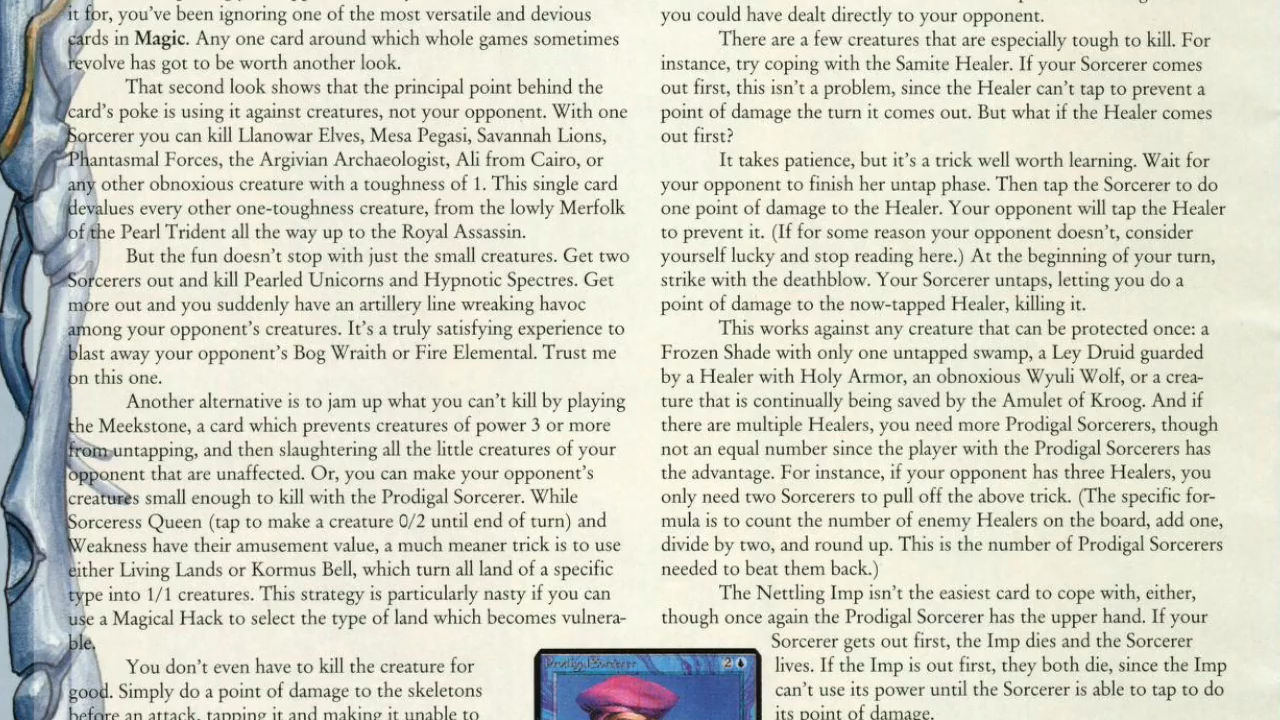 it for, you've been ignoring one of the most versatile and devious
cards in Magic. Any one card around which whole games sometimes
revolve has got to be worth another look.
That second look shows that the principal point behind the
card's poke is using it against creatures, not your opponent. With one
Sorcerer you can kill Llanowar Elves, Mesa Pegasi, Savannah Lions,
Phantasmal Forces, the Argivian Archaeologist, Ali from Cairo, or
any other obnoxious creature with a toughness of 1. This single card
devalues every other one-toughness creature, from the lowly Merfolk
of the Pearl Trident all the way up to the Royal Assassin.
But the fun doesn't stop with just the small creatures. Get two
Sorcerers out and kill Pearled Unicorns and Hypnotic Spectres. Get
more out and you suddenly have an artillery line wreaking havoc
among your opponent's creatures. It's a truly satisfying experience to
blast away your opponent's Bog Wraith or Fire Elemental. Trust me
on this one.
Another alternative is to jam up what you can't kill by playing
the Meekstone, a card which prevents creatures of power 3 or more
from untapping, and then slaughtering all the little creatures of your
opponent that are unaffected. Or, you can make your opponent's
creatures small enough to kill with the Prodigal Sorcerer. While
Sorceress Queen (tap to make a creature 0/2 until end of turn) and
Weakness have their amusement value, a much meaner trick is to use
either Living Lands or Kormus Bell, which turn all land of a specific
type into 1/1 creatures. This strategy is particularly nasty if you can
use a Magical Hack to select the type of land which becomes vulnera-
ble.
You don't even have to kill the creature for
good. Simply do a point of damage to the skeletons
before an attack, tapping it and making it unable to
you could have dealt directly to your opponent.
There are a few creatures that are especially tough to kill. For
instance, try coping with the Samite Healer. If your Sorcerer comes
out first, this isn't a problem, since the Healer can't tap to prevent a
point of damage the turn it comes out. But what if the Healer comes
out first?
It takes patience, but it's a trick well worth learning. Wait for
your opponent to finish her untap phase. Then tap the Sorcerer to do
one point of damage to the Healer. Your opponent will tap the Healer
to prevent it. (If for some reason your opponent doesn't, consider
yourself lucky and stop reading here.) At the beginning of your turn,
strike with the deathblow. Your Sorcerer untaps, letting you do a
point of damage to the now-tapped Healer, killing it.
This works against any creature that can be protected once: a
Frozen Shade with only one untapped swamp, a Ley Druid guarded
by a Healer with Holy Armor, an obnoxious Wyuli Wolf, or a crea-
ture that is continually being saved by the Amulet of Kroog. And if
there are multiple Healers, you need more Prodigal Sorcerers, though
not an equal number since the player with the Prodigal Sorcerers has
the advantage. For instance, if your opponent has three Healers, you
only need two Sorcerers to pull off the above trick. (The specific for-
mula is to count the number of enemy Healers on the board, add one,
divide by two, and round up. This is the number of Prodigal Sorcerers
needed to beat them back.)
The Nettling Imp isn't the easiest card to cope with, either,
though once again the Prodigal Sorcerer has the upper hand. If your
Sorcerer gets out first, the Imp dies and the Sorcerer
lives. If the Imp is out first, they both die, since the Imp
can't use its power until the Sorcerer is able to tap to do
its point of damage.
Prodigal Sorcerer 2